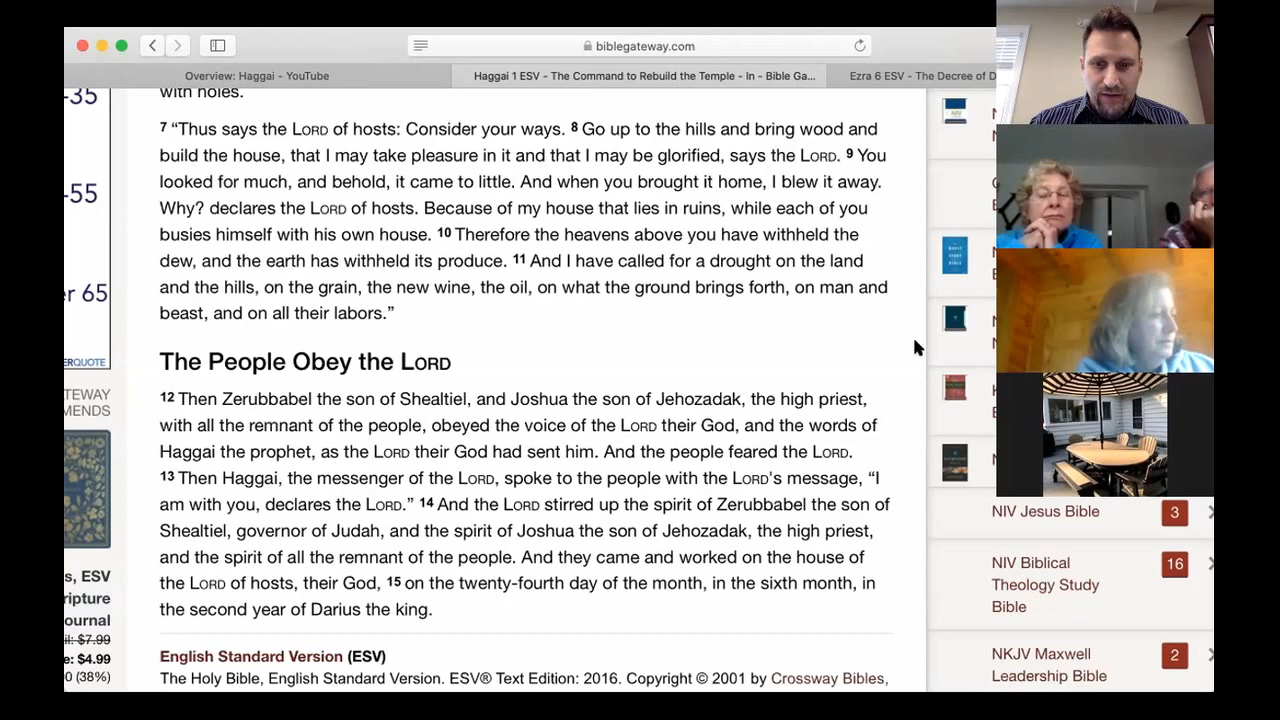 biblegateway.com
Overview: Haggai - YouTube
Haggai 1 ESV - The Command to Rebuild the Temple - In - Bible Ga...
Ezra 6 ESV - The Decree of D
-35
-55
er 65
ERQUOTE
TEWAY
MENDS
s, ESV
ripture
ournal
il: $7.99
e: $4.99
00 (38%)
with holes.
7 “Thus says the LORD of hosts: Consider your ways. 8 Go up to the hills and bring wood and
build the house, that I may take pleasure in it and that I may be glorified, says the LORD. 9 You
looked for much, and behold, it came to little. And when you brought it home, I blew it away.
Why? declares the LORD of hosts. Because of my house that lies in ruins, while each of you
busies himself with his own house. 10 Therefore the heavens above you have withheld the
dew, and the earth has withheld its produce. 11 And I have called for a drought on the land
and the hills, on the grain, the new wine, the oil, on what the ground brings forth, on man and
beast, and on all their labors.”
The People Obey the LORD
12 Then Zerubbabel the son of Shealtiel, and Joshua the son of Jehozadak, the high priest,
with all the remnant of the people, obeyed the voice of the LORD their God, and the words of
Haggai the prophet, as the LORD their God had sent him. And the people feared the LORD.
13 Then Haggai, the messenger of the LORD, spoke to the people with the LORD's message, “I
am with you, declares the LORD.” 14 And the LORD stirred up the spirit of Zerubbabel the son of
Shealtiel, governor of Judah, and the spirit of Joshua the son of Jehozadak, the high priest,
and the spirit of all the remnant of the people. And they came and worked on the house of
the LORD of hosts, their God, 15 on the twenty-fourth day of the month, in the sixth month, in
the second year of Darius the king.
English Standard Version (ESV)
The Holy Bible, English Standard Version. ESV® Text Edition: 2016. Copyright © 2001 by Crossway Bibles,
NIV Jesus Bible
3
NIV Biblical
Theology Study
Bible
16
NKJV Maxwell
Leadership Bible
2